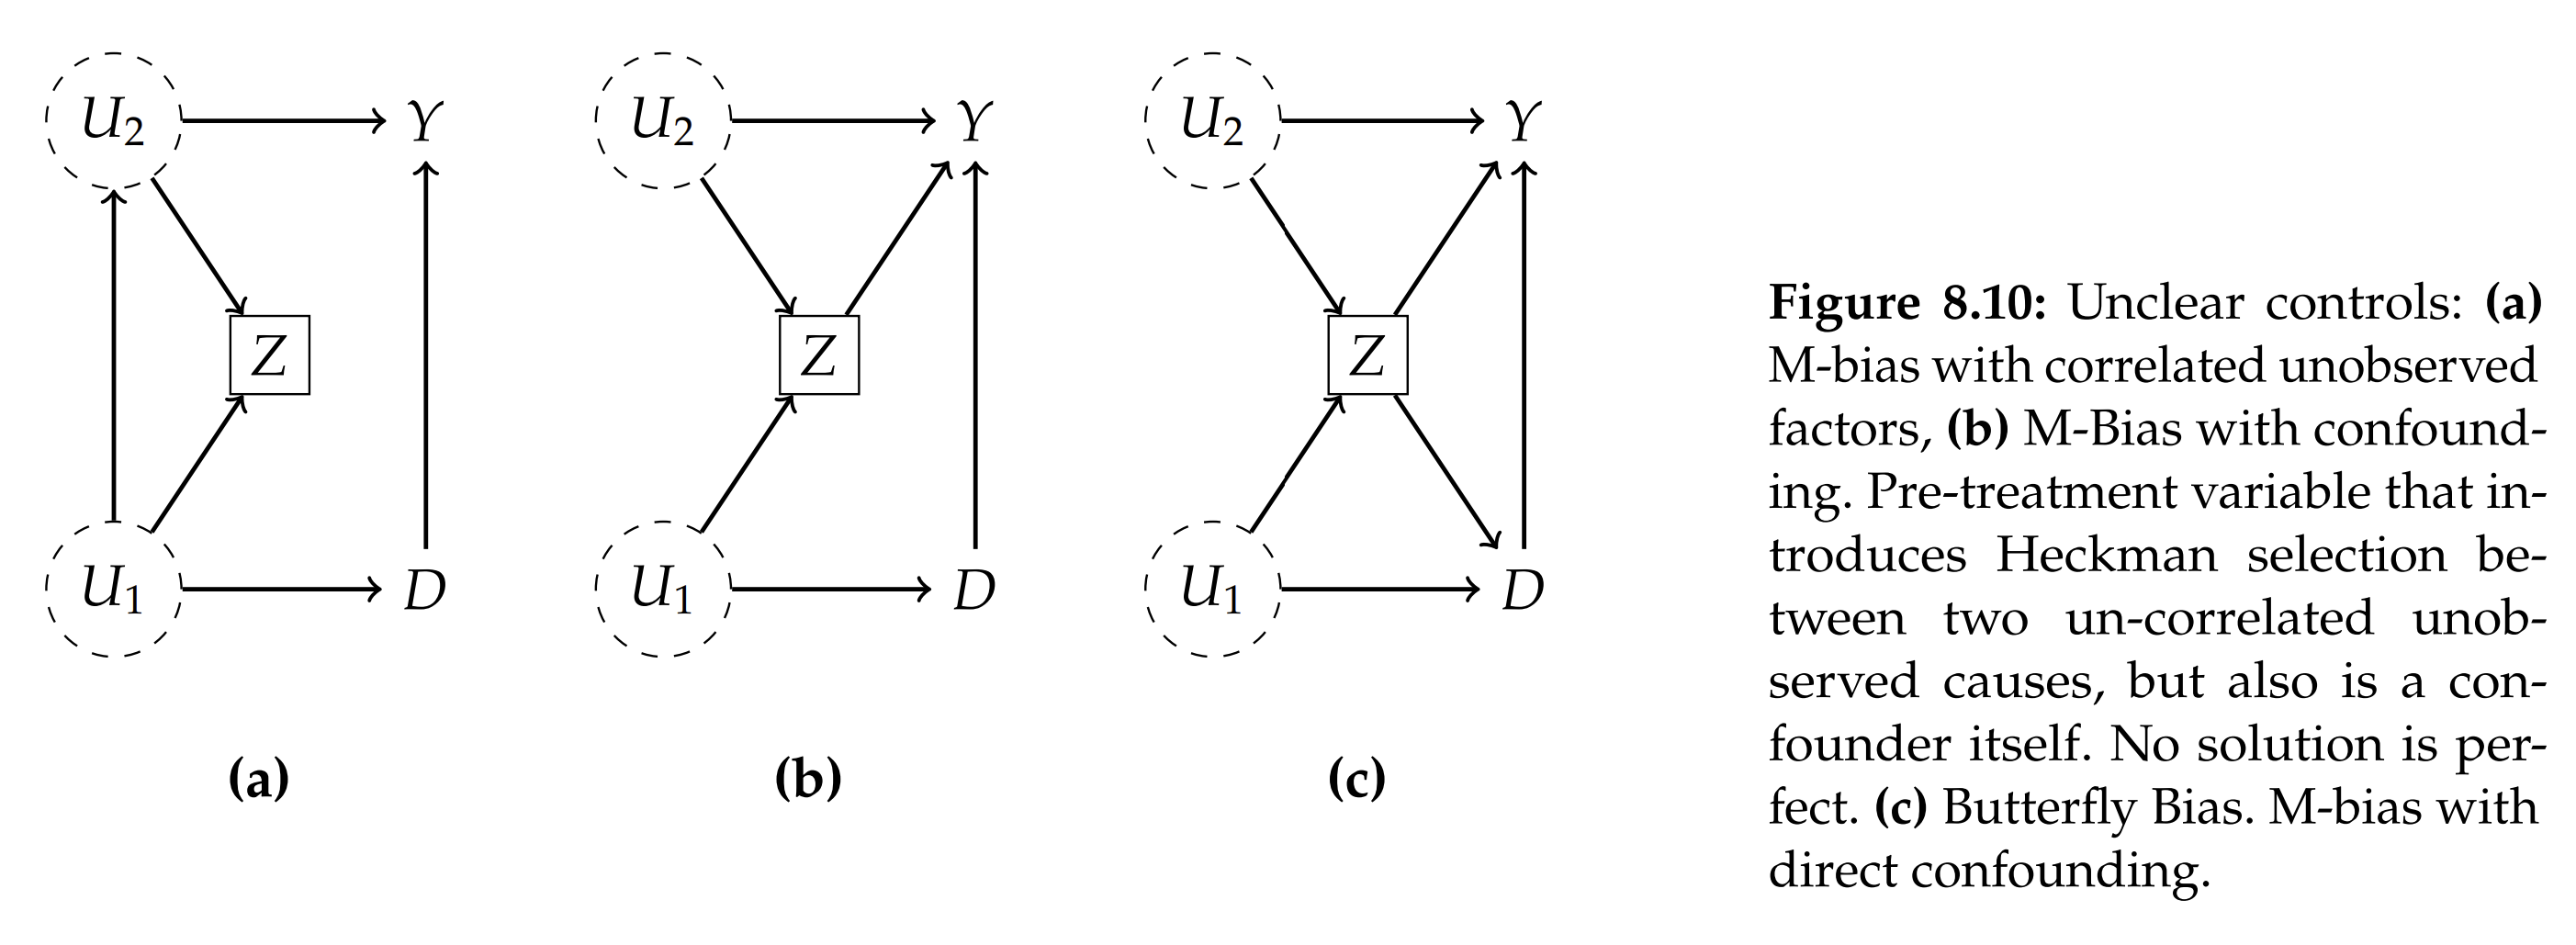 U2 Y U2 Y U2 Y
Z Z Z
U1 D U1 D U1 D
(a) (b) (c)
Figure 8.10: Unclear controls: (a)
M-bias with correlated unobserved
factors, (b) M-Bias with confound-
ing. Pre-treatment variable that in-
troduces Heckman selection be-
tween two un-correlated unob-
served causes, but also is a con-
founder itself. No solution is per-
fect. (c) Butterfly Bias. M-bias with
direct confounding.